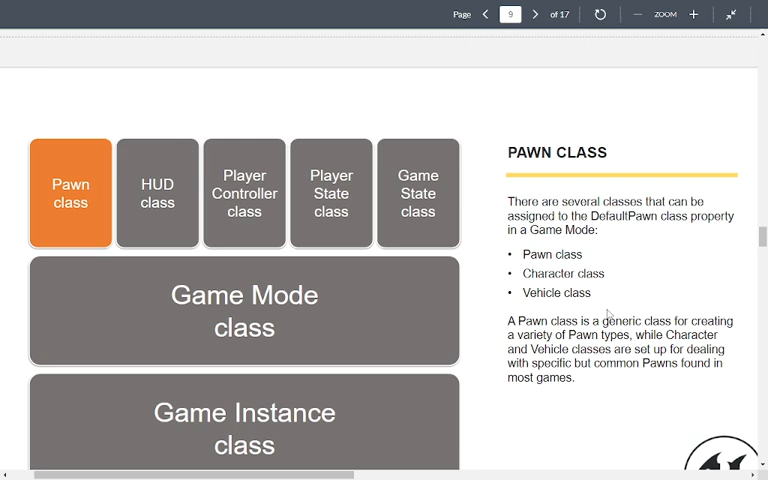 Page
9
of 17
ZOOM
Pawn
class
HUD
class
Player
Controller
class
Player
State
class
Game
State
class
Game Mode
class
Game Instance
class
PAWN CLASS
There are several classes that can be
assigned to the DefaultPawn class property
in a Game Mode:
• Pawn class
• Character class
• Vehicle class
A Pawn class is a generic class for creating
a variety of Pawn types, while Character
and Vehicle classes are set up for dealing
with specific but common Pawns found in
most games.